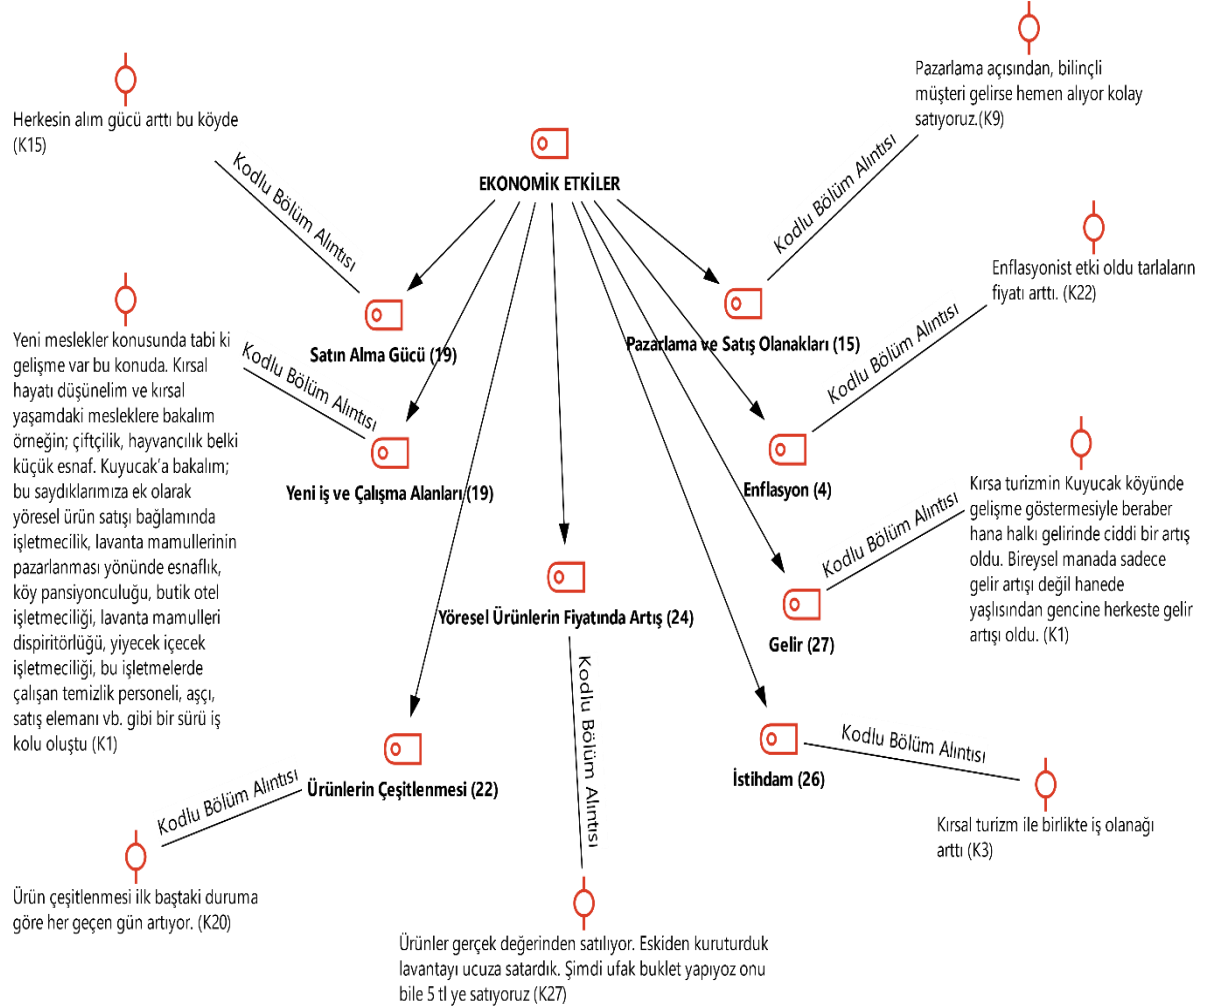 Pazarlama açısından, bilinçli
müşteri gelirse hemen alıyor kolay
satıyoruz.(K9)
Kodlu Bölüm Alıntısı
Herkesin alım gücü arttı bu köyde
(K15)
Kodlu Bölüm Alıntısı
EKONOMİK ETKİLER
Enflasyonist etki oldu tarlaların
fiyatı arttı. (K22)
Kodlu Bölüm Alıntısı
Satın Alma Gücü (19)
Pazarlama ve Satış Olanakları (15)
Yeni meslekler konusunda tabi ki
gelişme var bu konuda. Kırsal
hayatı düşünelim ve kırsal
yaşamdaki mesleklere bakalım
örneğin; çiftçilik, hayvancılık belki
küçük esnaf. Kuyucak’a bakalım;
bu saydıklarımıza ek olarak
yöresel ürün satışı bağlamında
işletmecilik, lavanta mamullerinin
pazarlanması yönünde esnaflık,
köy pansiyonculuğu, butik otel
işletmeciliği, lavanta mamulleri
dispiritörlüğü, yiyecek içecek
işletmeciliği, bu işletmelerde
çalışan temizlik personeli, aşçı,
satış elemanı vb. gibi bir sürü iş
kolu oluştu (K1)
Kodlu Bölüm Alıntısı
Yeni iş ve Çalışma Alanları (19)
Enflasyon (4)
Kırsa turizmin Kuyucak köyünde
gelişme göstermesiyle beraber
hana halkı gelirinde ciddi bir artış
oldu. Bireysel manada sadece
gelir artışı değil hanede
yaşlısından gencine herkeste gelir
artışı oldu. (K1)
Kodlu Bölüm Alıntısı
Yöresel Ürünlerin Fiyatında Artış (24)
Gelir (27)
Kodlu Bölüm Alıntısı
Kodlu Bölüm Alıntısı
İstihdam (26)
Ürünlerin Çeşitlenmesi (22)
Kodlu Bölüm Alıntısı
Kırsal turizm ile birlikte iş olanağı
arttı (K3)
Ürün çeşitlenmesi ilk baştaki duruma
göre her geçen gün artıyor. (K20)
Ürünler gerçek değerinden satılıyor. Eskiden kuruturduk
lavantayı ucuza satardık. Şimdi ufak buklet yapıyoz onu
bile 5 tl ye satıyoruz (K27)